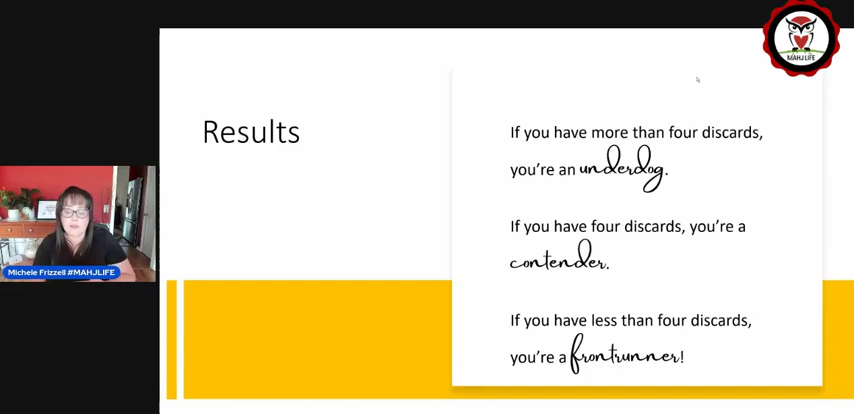 MAHJ LIFE
Results
If you have more than four discards,
you're an underdog.
If you have four discards, you're a
contender.
If you have less than four discards,
you're a frontrunner!
Michele Frizzell #MAHJLIFE